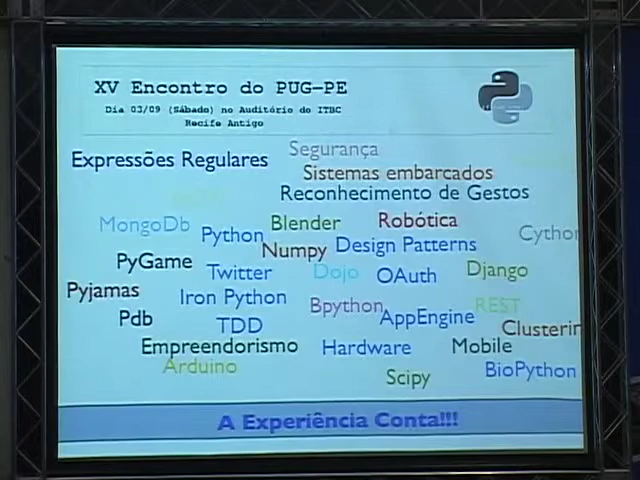 XV Encontro do PUG-PE
Dia 03/09 (Sábado) no Auditório do ITBC
Recife Antigo
Segurança
Expressões Regulares
Sistemas embarcados
Reconhecimento de Gestos
MongoDb
Python
Blender
Robótica
Cython
Numpy
Design Patterns
PyGame
Twitter
Dojo
OAuth
Django
Pyjamas
Iron Python
Bpython
REST
Pdb
TDD
AppEngine
Clusterin
Empreendorismo
Hardware
Mobile
Arduino
Scipy
BioPython
A Experiência Conta!!!